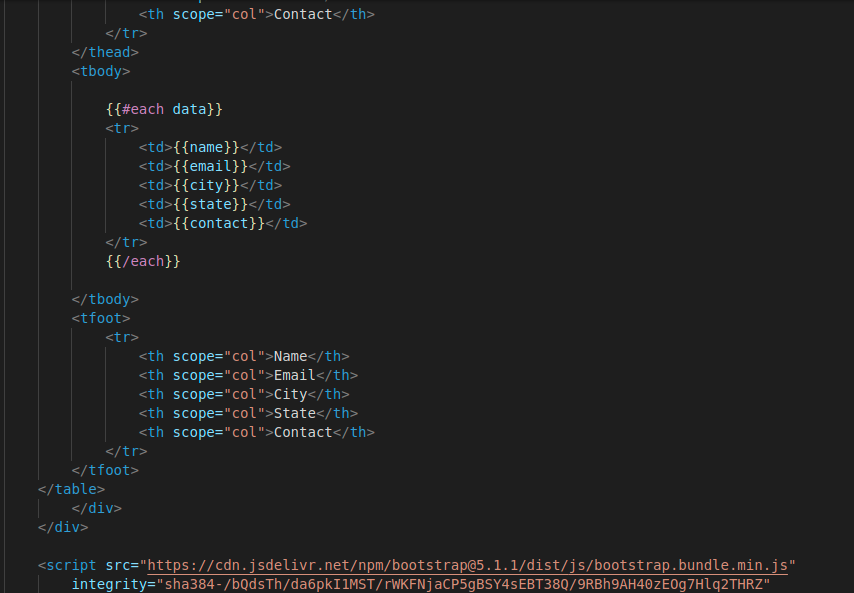 <th scope="col">Contact</th>
</tr>
</thead>
<tbody>
{{#each data}}
<tr>
<td>{{name}}</td>
<td>{{email}}</td>
<td>{{city}}</td>
<td>{{state}}</td>
<td>{{contact}}</td>
</tr>
{{/each}}
</tbody>
<tfoot>
<tr>
<th scope="col">Name</th>
<th scope="col">Email</th>
<th scope="col">City</th>
<th scope="col">State</th>
<th scope="col">Contact</th>
</tr>
</tfoot>
</table>
</div>
</div>
<script src="https://cdn.jsdelivr.net/npm/bootstrap@5.1.1/dist/js/bootstrap.bundle.min.js"
integrity="sha384-/bQdsTh/da6pkI1MST/rWKFNjaCP5gBSY4sEBT38Q/9RBh9AH40zEOg7Hlq2THRZ"